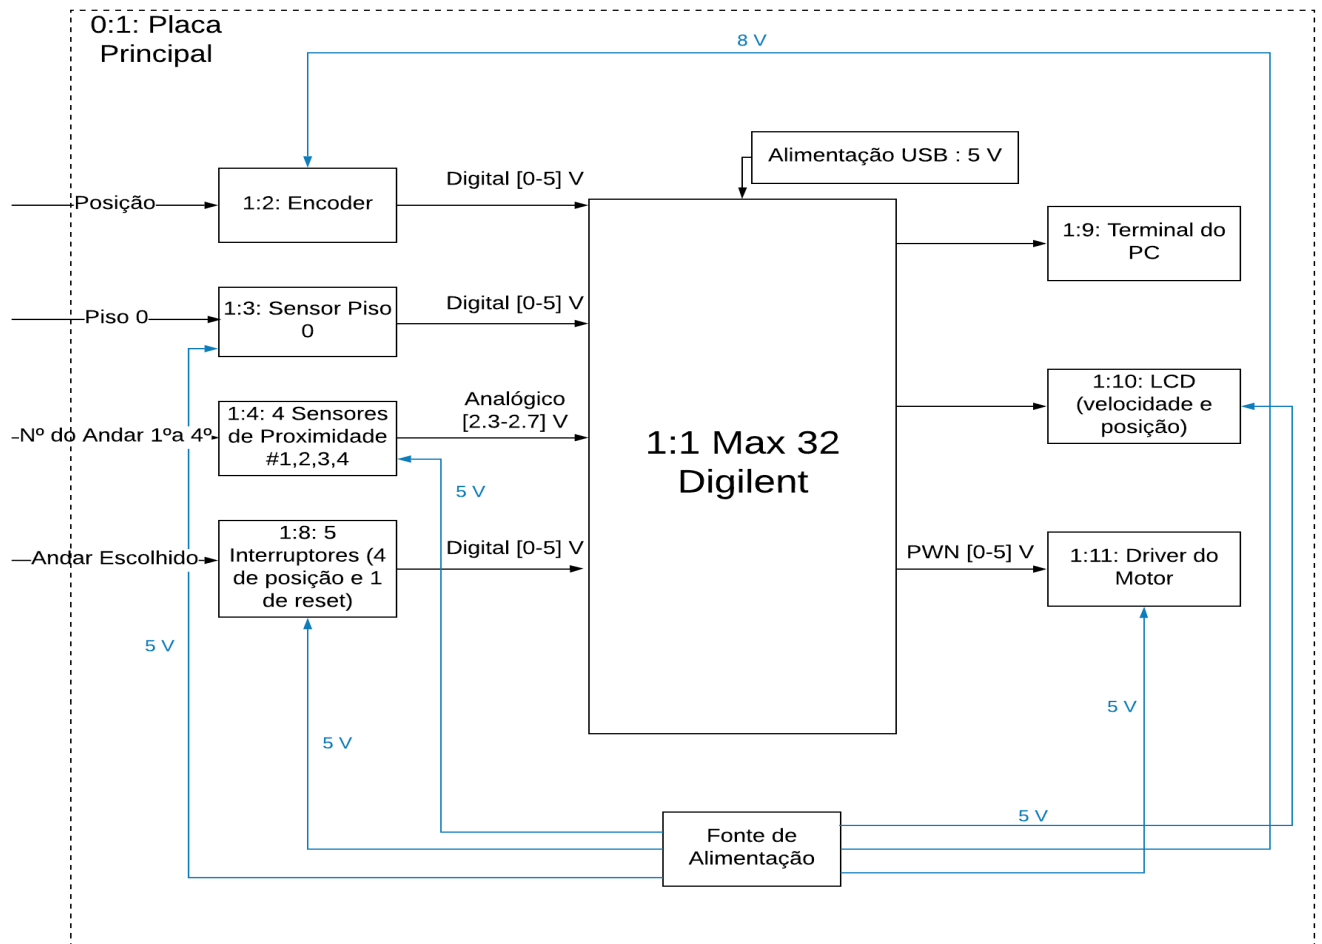 0:1: Placa
Principal
8 V
Alimentação USB : 5 V
Posição
1:2: Encoder
Digital [0-5] V
1:9: Terminal do
PC
Piso 0
1:3: Sensor Piso
0
Digital [0-5] V
Nº do Andar 1ºa 4º
1:4: 4 Sensores
de Proximidade
#1,2,3,4
Analógico
[2.3-2.7] V
1:1 Max 32
Digilent
1:10: LCD
(velocidade e
posição)
5 V
Andar Escolhido
1:8: 5
Interruptores (4
de posição e 1
de reset)
Digital [0-5] V
PWN [0-5] V
1:11: Driver do
Motor
5 V
5 V
5 V
5 V
Fonte de
Alimentação